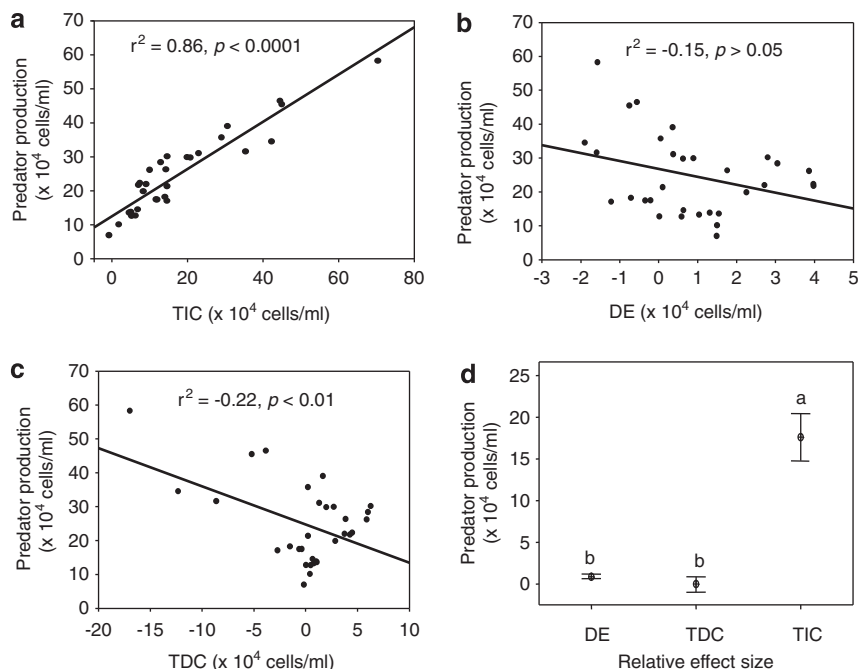 a
r² = 0.86, p < 0.0001
Predator production
(x 10⁴ cells/ml)
70
60
50
40
30
20
10
0
0 20 40 60 80
TIC (x 10⁴ cells/ml)
b
r² = -0.15, p > 0.05
Predator production
(x 10⁴ cells/ml)
70
60
50
40
30
20
10
0
-3 -2 -1 0 1 2 3 4 5
DE (x 10⁴ cells/ml)
c
r² = -0.22, p < 0.01
Predator production
(x 10⁴ cells/ml)
70
60
50
40
30
20
10
0
-20 -15 -10 -5 0 5 10
TDC (x 10⁴ cells/ml)
d
Predator production
(x 10⁴ cells/ml)
25
20
15
10
5
0
b b a
DE TDC TIC
Relative effect size